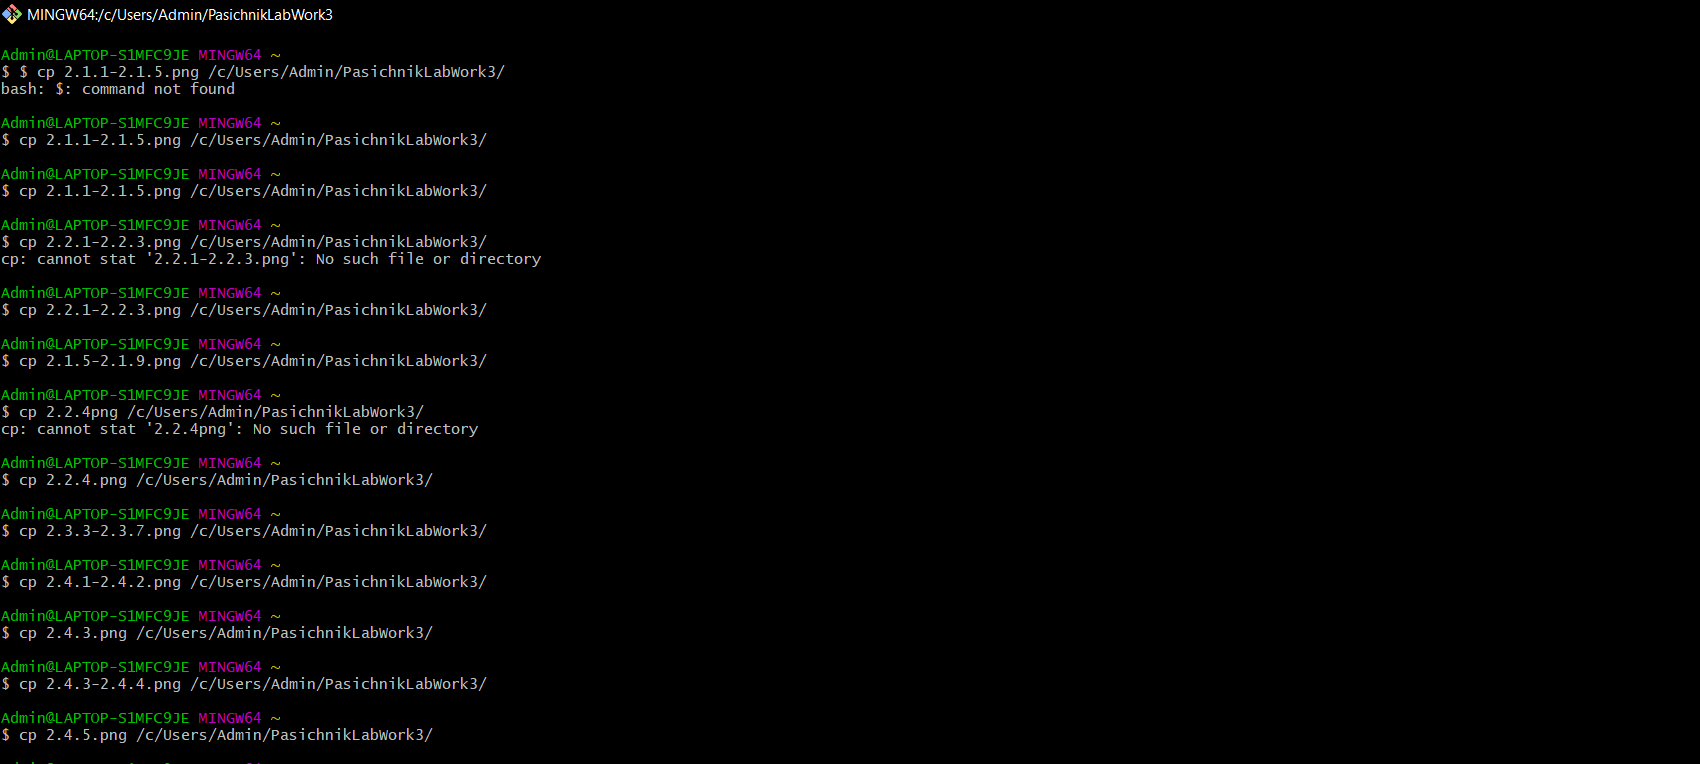 MINGW64:/c/Users/Admin/PasichnikLabWork3
Admin@LAPTOP-S1MFC9JE MINGW64 ~
$ $ cp 2.1.1-2.1.5.png /c/Users/Admin/PasichnikLabWork3/
bash: $: command not found
Admin@LAPTOP-S1MFC9JE MINGW64 ~
$ cp 2.1.1-2.1.5.png /c/Users/Admin/PasichnikLabWork3/
Admin@LAPTOP-S1MFC9JE MINGW64 ~
$ cp 2.1.1-2.1.5.png /c/Users/Admin/PasichnikLabWork3/
Admin@LAPTOP-S1MFC9JE MINGW64 ~
$ cp 2.2.1-2.2.3.png /c/Users/Admin/PasichnikLabWork3/
cp: cannot stat '2.2.1-2.2.3.png': No such file or directory
Admin@LAPTOP-S1MFC9JE MINGW64 ~
$ cp 2.2.1-2.2.3.png /c/Users/Admin/PasichnikLabWork3/
Admin@LAPTOP-S1MFC9JE MINGW64 ~
$ cp 2.1.5-2.1.9.png /c/Users/Admin/PasichnikLabWork3/
Admin@LAPTOP-S1MFC9JE MINGW64 ~
$ cp 2.2.4png /c/Users/Admin/PasichnikLabWork3/
cp: cannot stat '2.2.4png': No such file or directory
Admin@LAPTOP-S1MFC9JE MINGW64 ~
$ cp 2.2.4.png /c/Users/Admin/PasichnikLabWork3/
Admin@LAPTOP-S1MFC9JE MINGW64 ~
$ cp 2.3.3-2.3.7.png /c/Users/Admin/PasichnikLabWork3/
Admin@LAPTOP-S1MFC9JE MINGW64 ~
$ cp 2.4.1-2.4.2.png /c/Users/Admin/PasichnikLabWork3/
Admin@LAPTOP-S1MFC9JE MINGW64 ~
$ cp 2.4.3.png /c/Users/Admin/PasichnikLabWork3/
Admin@LAPTOP-S1MFC9JE MINGW64 ~
$ cp 2.4.3-2.4.4.png /c/Users/Admin/PasichnikLabWork3/
Admin@LAPTOP-S1MFC9JE MINGW64 ~
$ cp 2.4.5.png /c/Users/Admin/PasichnikLabWork3/